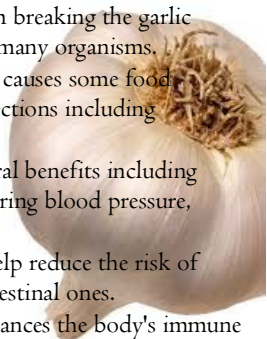 n breaking the garlic
many organisms,
causes some food
ctions including
ral benefits including
ring blood pressure,
elp reduce the risk of
estinal ones.
ances the body's immune